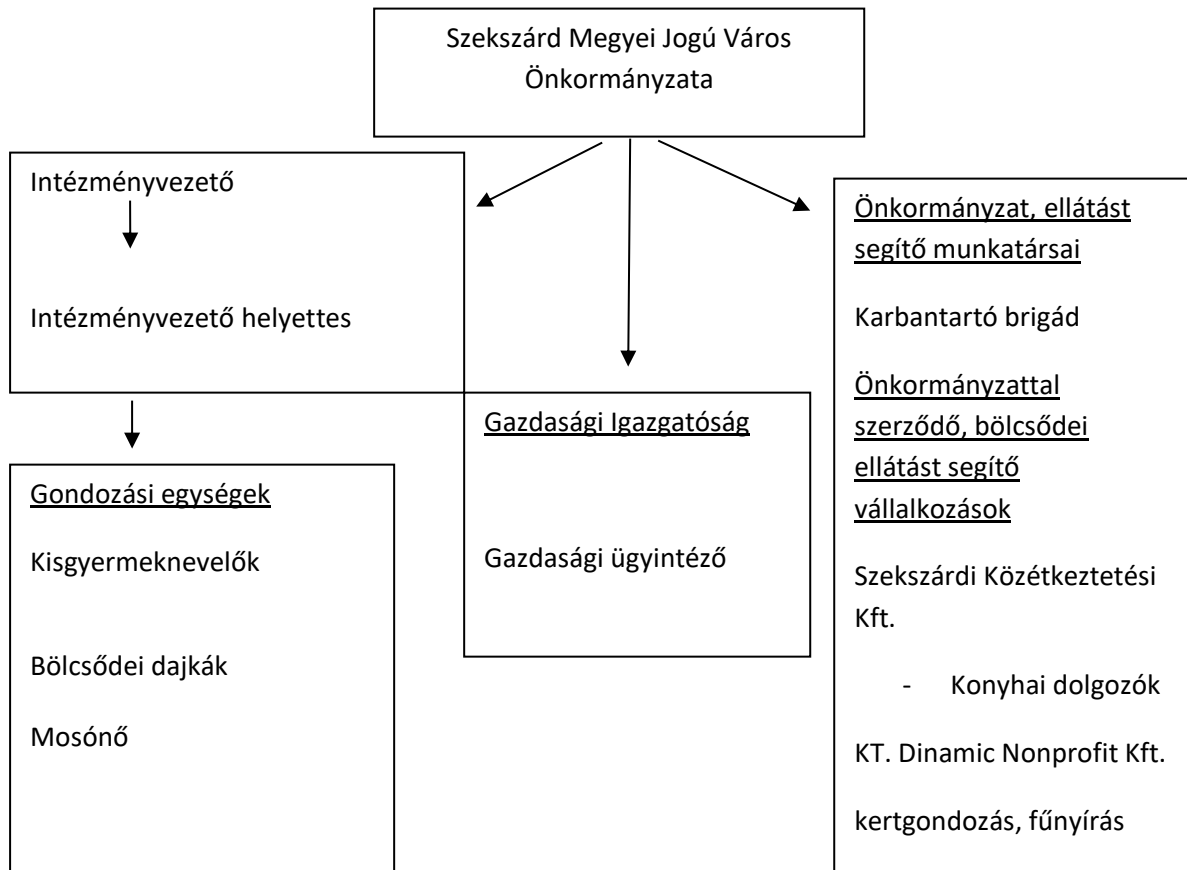 Szekszárd Megyei Jogú Város
Önkormányzata
Intézményvezető
Intézményvezető helyettes
Gondozási egységek
Kisgyermeknevelők
Bölcsődei dajkák
Mosónő
Gazdasági Igazgatóság
Gazdasági ügyintéző
Önkormányzat, ellátást
segítő munkatársai
Karbantartó brigád
Önkormányzattal
szerződő, bölcsődei
ellátást segítő
vállalkozások
Szekszárdi Közétkeztetési
Kft.
- Konyhai dolgozók
KT. Dinamic Nonprofit Kft.
kertgondozás, fűnyírás